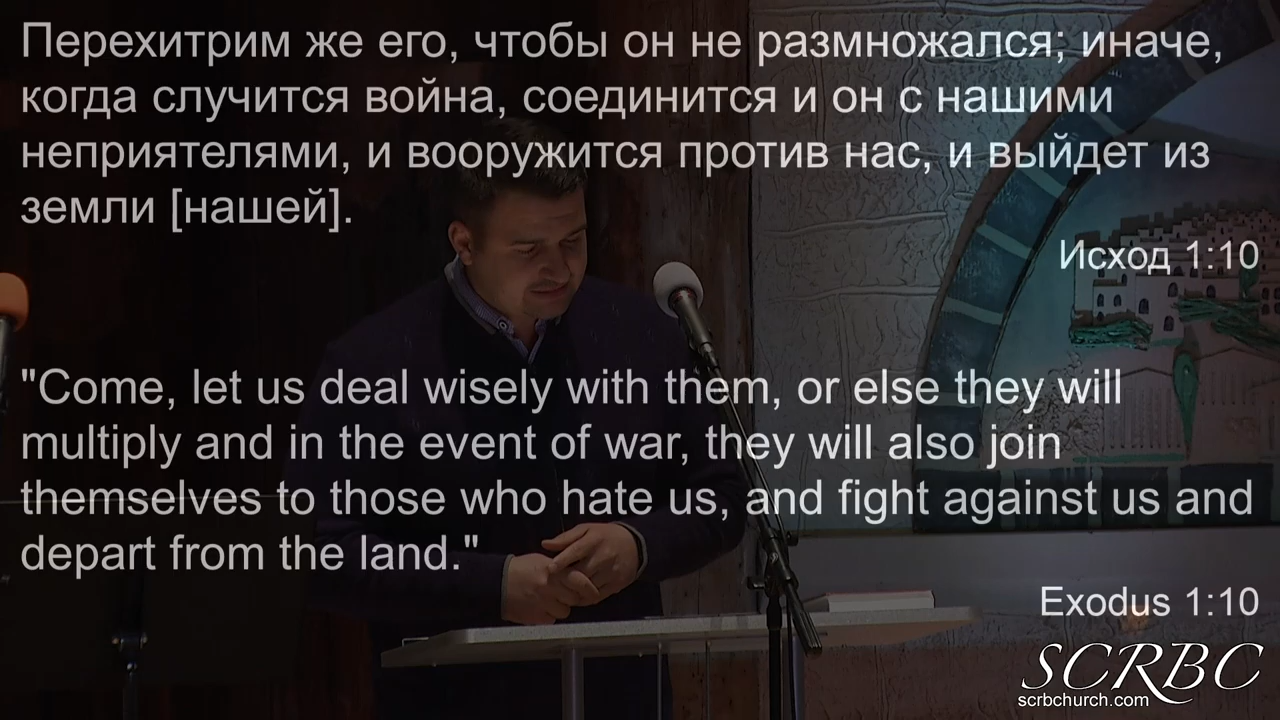 Перехитрим же его, чтобы он не размножался; иначе,
когда случится война, соединится и он с нашими
неприятелями, и вооружится против нас, и выйдет из
земли [нашей].
Исход 1:10
"Come, let us deal wisely with them, or else they will
multiply and in the event of war, they will also join
themselves to those who hate us, and fight against us and
depart from the land."
Exodus 1:10
SCRBC
scrbchurch.com